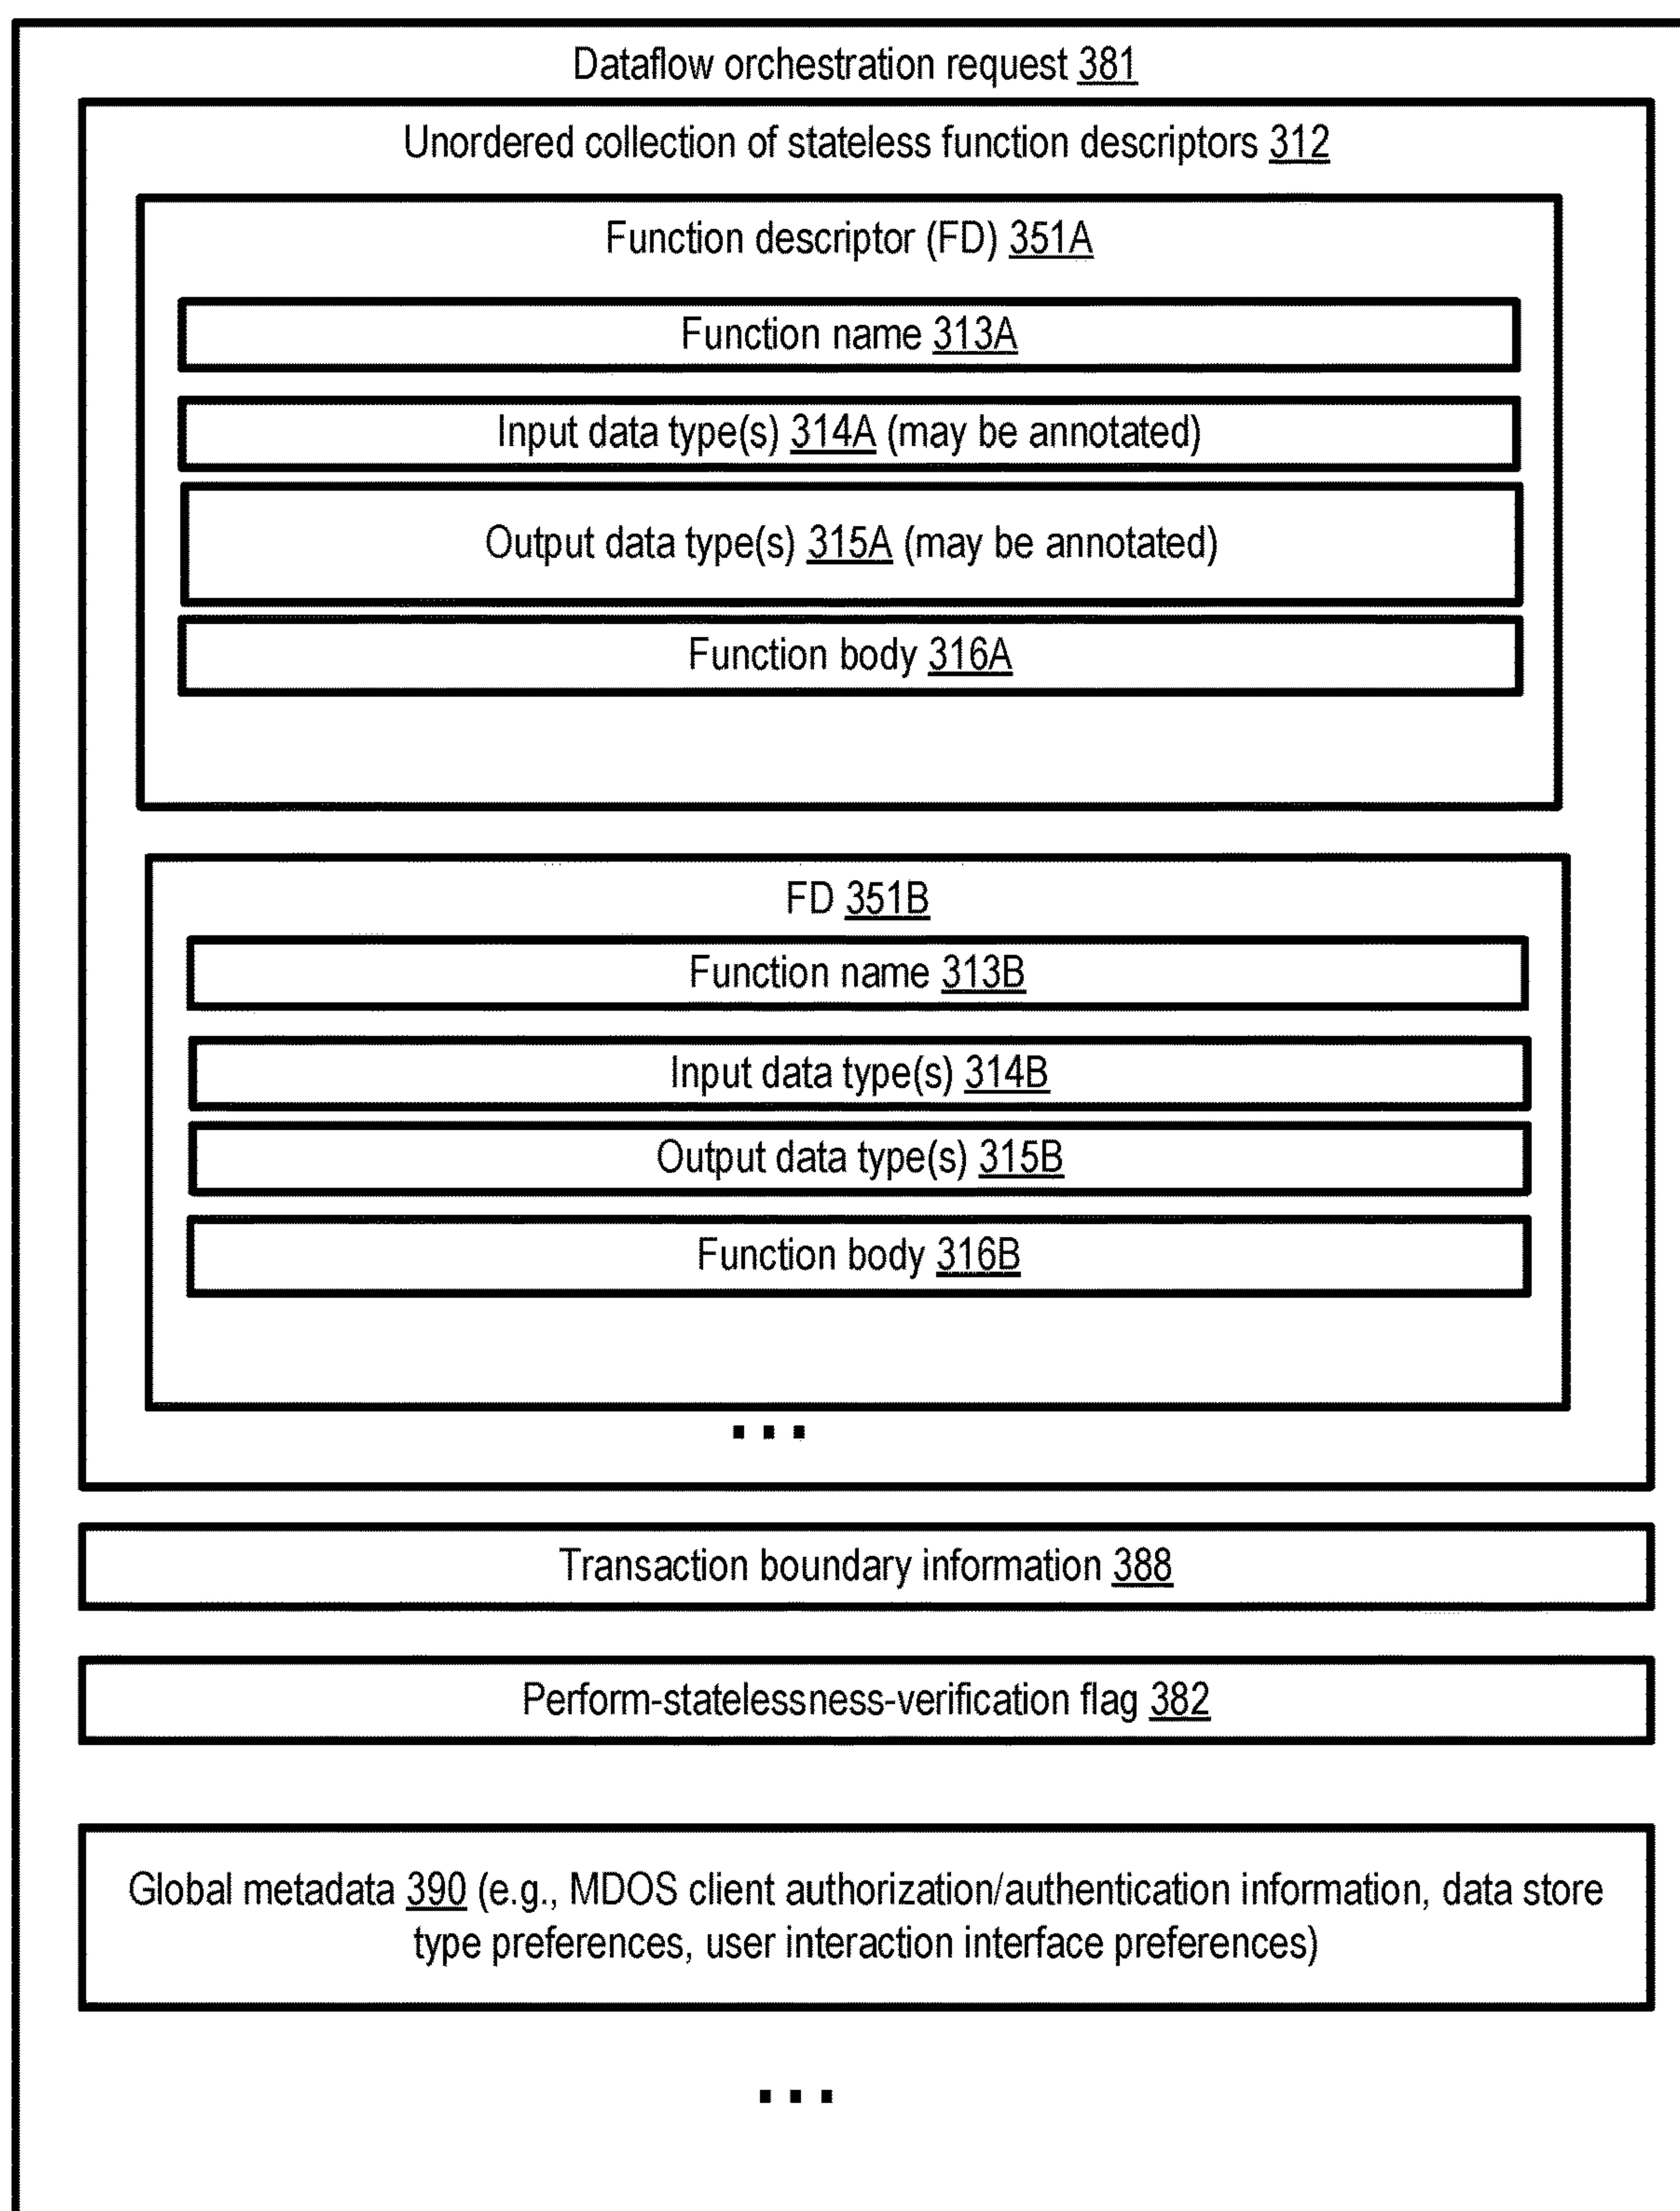 Dataflow orchestration request 381
Unordered collection of stateless function descriptors 312
Function descriptor (FD) 351A
Function name 313A
Input data type(s) 314A (may be annotated)
Output data type(s) 315A (may be annotated)
Function body 316A
FD 351B
Function name 313B
Input data type(s) 314B
Output data type(s) 315B
Function body 316B
...
Transaction boundary information 388
Perform-statelessness-verification flag 382
Global metadata 390 (e.g., MDOS client authorization/authentication information, data store
type preferences, user interaction interface preferences)
...